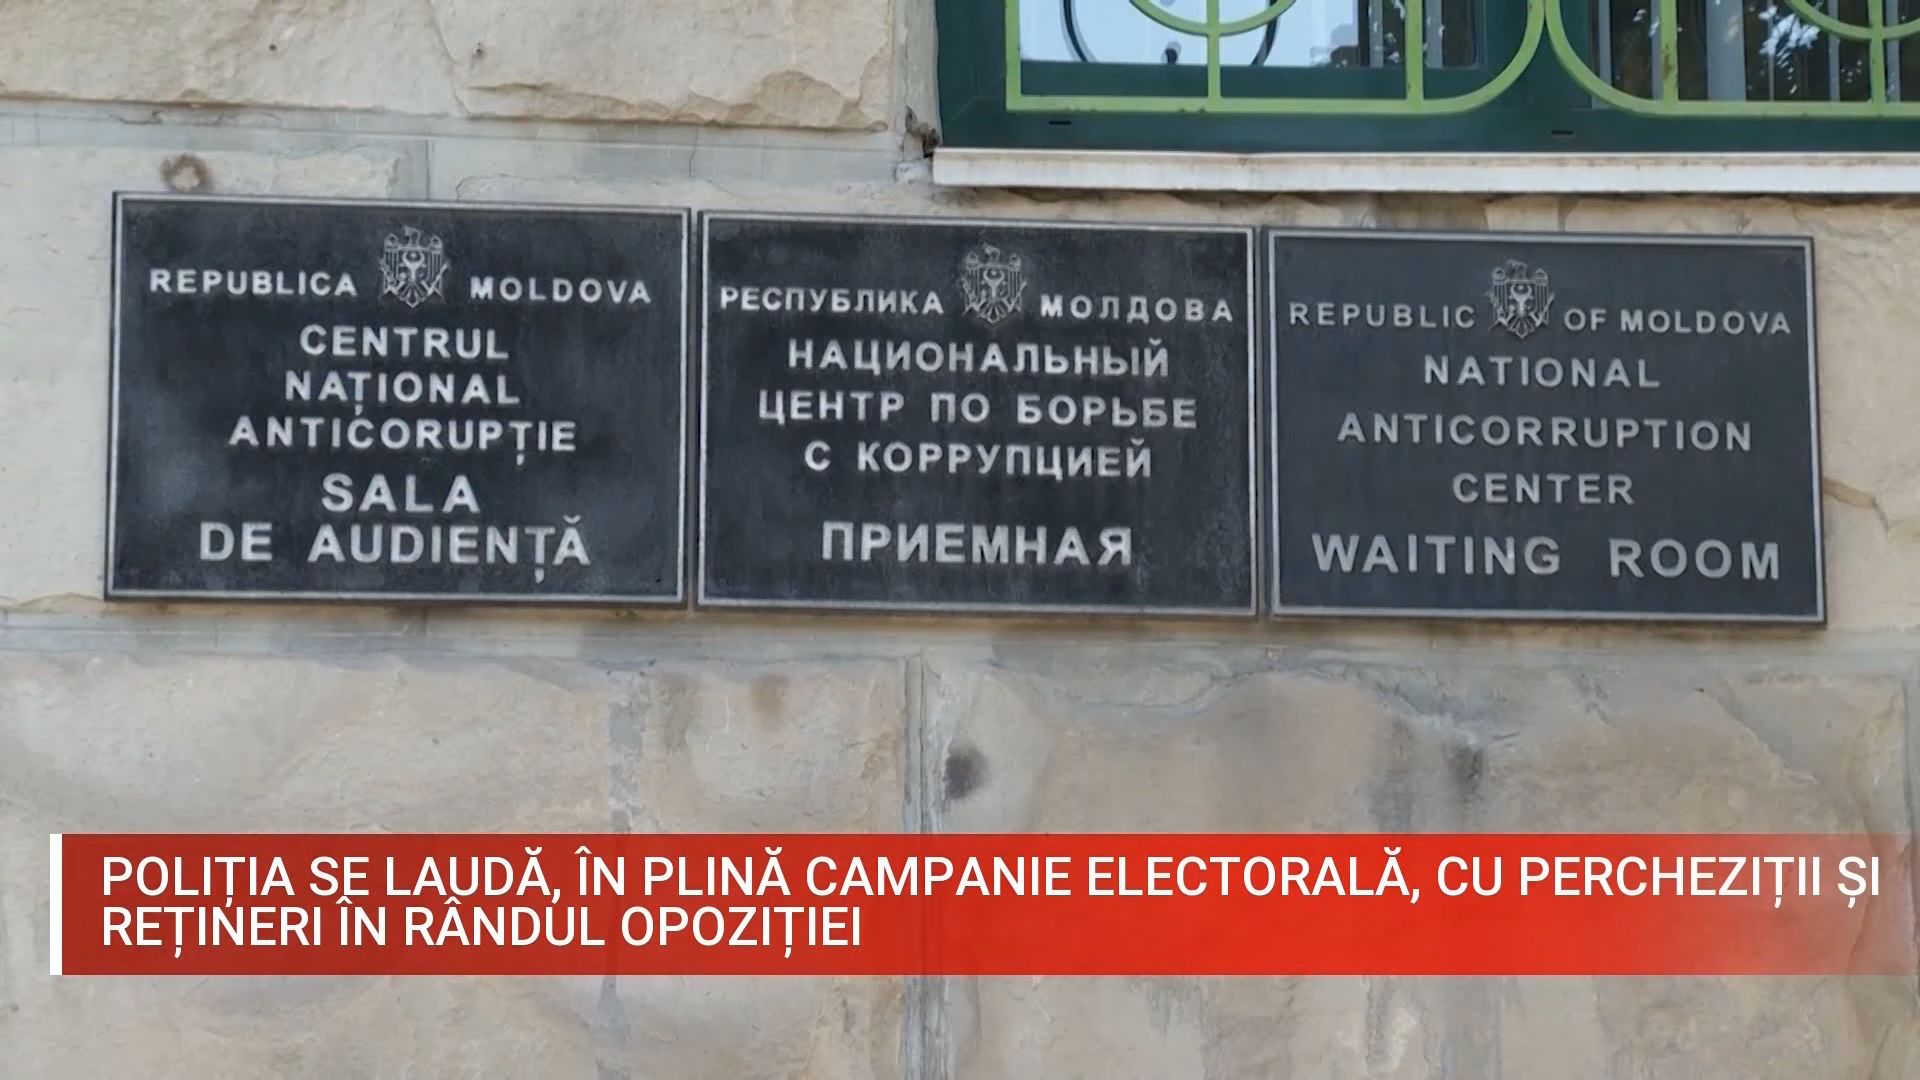 REPUBLICA MOLDOVA
CENTRUL
NAȚIONAL
ANTICORUPȚIE
SALA
DE AUDIENȚĂ
РЕСПУБЛИКА МОЛДОВА
НАЦИОНАЛЬНЫЙ
ЦЕНТР ПО БОРЬБЕ
С КОРРУПЦИЕЙ
ПРИЕМНАЯ
REPUBLIC OF MOLDOVA
NATIONAL
ANTICORRUPTION
CENTER
WAITING ROOM
POLIȚIA SE LAUDĂ, ÎN PLINĂ CAMPANIE ELECTORALĂ, CU PERCHEZIȚII ȘI
REȚINERI ÎN RÂNDUL OPOZIȚIEI